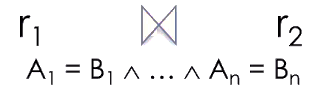 r₁ ⋈ r₂
A₁ = B₁ ∧ ... ∧ Aₙ = Bₙ